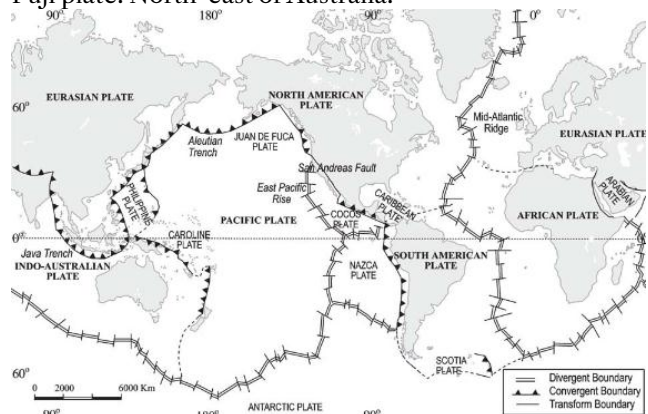 Fuji plate: North-east of Australia.
90° 180° 90° 0°
EURASIAN PLATE
NORTH AMERICAN
PLATE
60°
Aleutian
Trench
JUAN DE FUCA
PLATE
Mid-Atlantic
Ridge
EURASIAN PLATE
San Andreas Fault
East Pacific
Rise
PHILIPPINE
PLATE
CARIBBEAN
PLATE
ARABIAN
PLATE
PACIFIC PLATE
COCOS
PLATE
AFRICAN PLATE
CAROLINE
PLATE
0°
Java Trench
INDO-AUSTRALIAN
PLATE
NAZCA
PLATE
SOUTH AMERICAN
PLATE
60°
SCOTIA
PLATE
0 2000 6000 Km
ANTARCTIC PLATE
Divergent Boundary
Convergent Boundary
Transform Boundary
90° 180° 90°